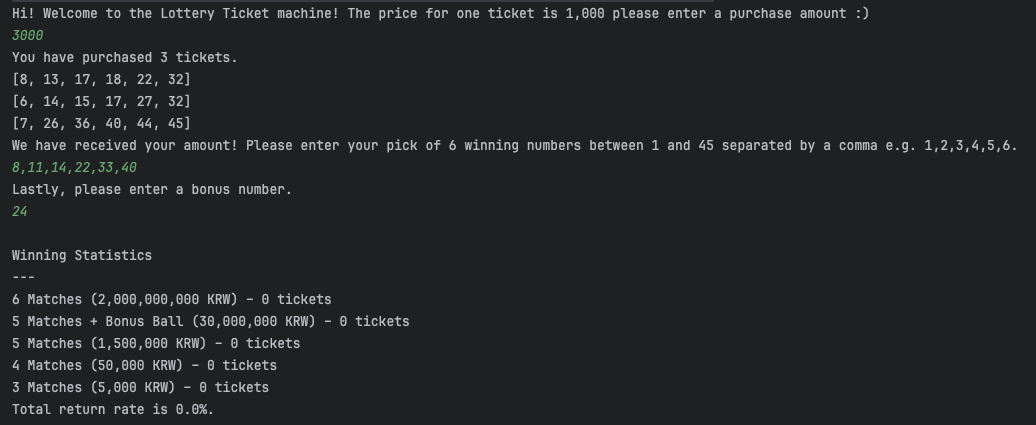 Hi! Welcome to the Lottery Ticket machine! The price for one ticket is 1,000 please enter a purchase amount :)
3000
You have purchased 3 tickets.
[8, 13, 17, 18, 22, 32]
[6, 14, 15, 17, 27, 32]
[7, 26, 36, 40, 44, 45]
We have received your amount! Please enter your pick of 6 winning numbers between 1 and 45 separated by a comma e.g. 1,2,3,4,5,6.
8,11,14,22,33,40
Lastly, please enter a bonus number.
24
Winning Statistics
---
6 Matches (2,000,000,000 KRW) – 0 tickets
5 Matches + Bonus Ball (30,000,000 KRW) – 0 tickets
5 Matches (1,500,000 KRW) – 0 tickets
4 Matches (50,000 KRW) – 0 tickets
3 Matches (5,000 KRW) – 0 tickets
Total return rate is 0.0%.